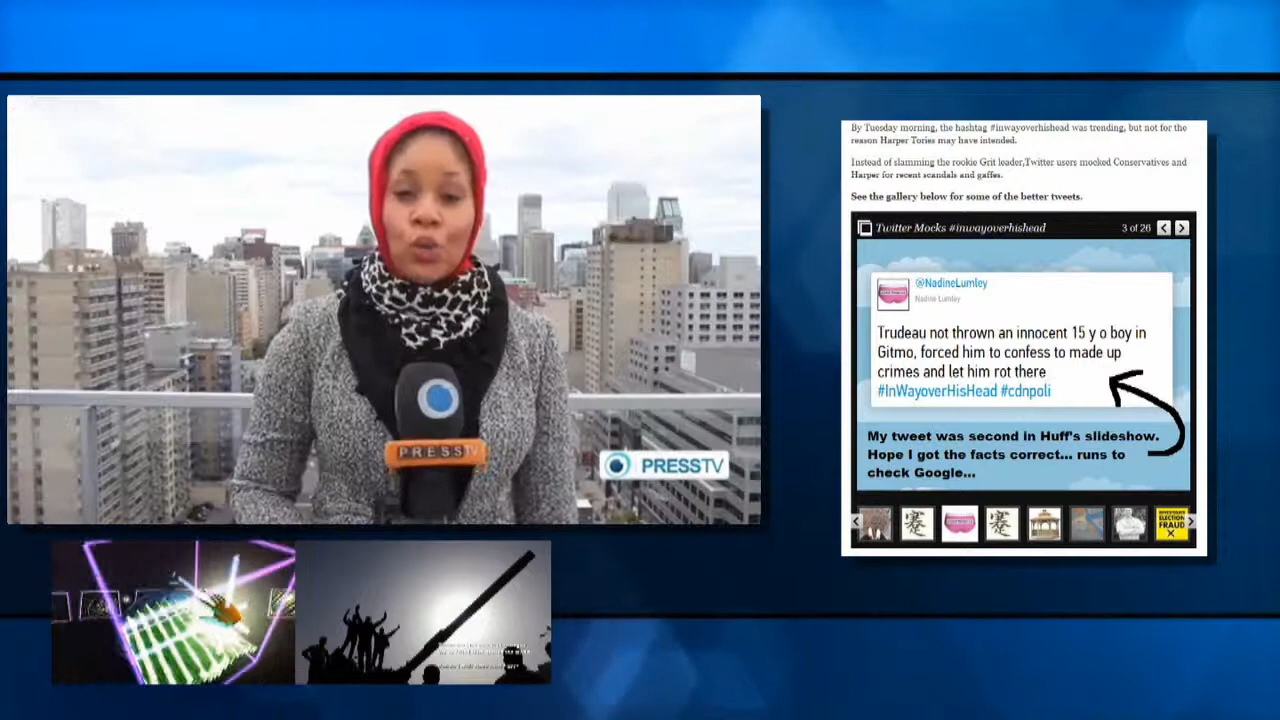 By Tuesday morning, the hashtag #inwayoverhishead was trending, but not for the
reason Harper Tories may have intended.
Instead of slamming the rookie Grit leader,Twitter users mocked Conservatives and
Harper for recent scandals and gaffes.
See the gallery below for some of the better tweets.
Twitter Mocks #inwayoverhishead
3 of 26
@NadineLumley
Nadine Lumley
Trudeau not thrown an innocent 15 y o boy in
Gitmo, forced him to confess to made up
crimes and let him rot there
#InWayoverHisHead #cdnpoli
My tweet was second in Huff's slideshow.
Hope I got the facts correct... runs to
check Google...
ELECTION
FRAUD
X
PRESSTV
PRESSTV